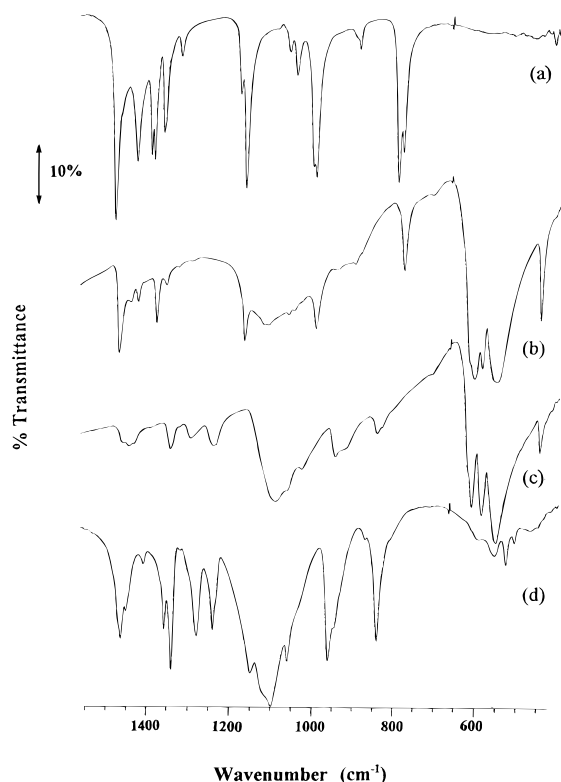 (a)
10%
(b)
% Transmittance
(c)
(d)
1400 1200 1000 800 600
Wavenumber (cm⁻¹)